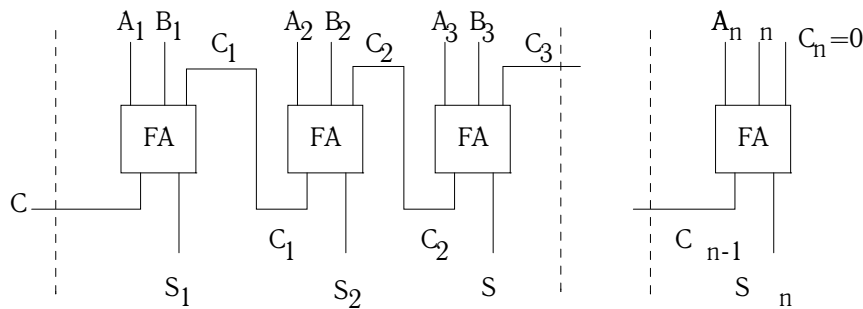 A1 B1 A2 B2 A3 B3 An n
C1 C2 C3 Cn=0
FA FA FA FA
C
C1 C2 C n-1
S1 S2 S S n